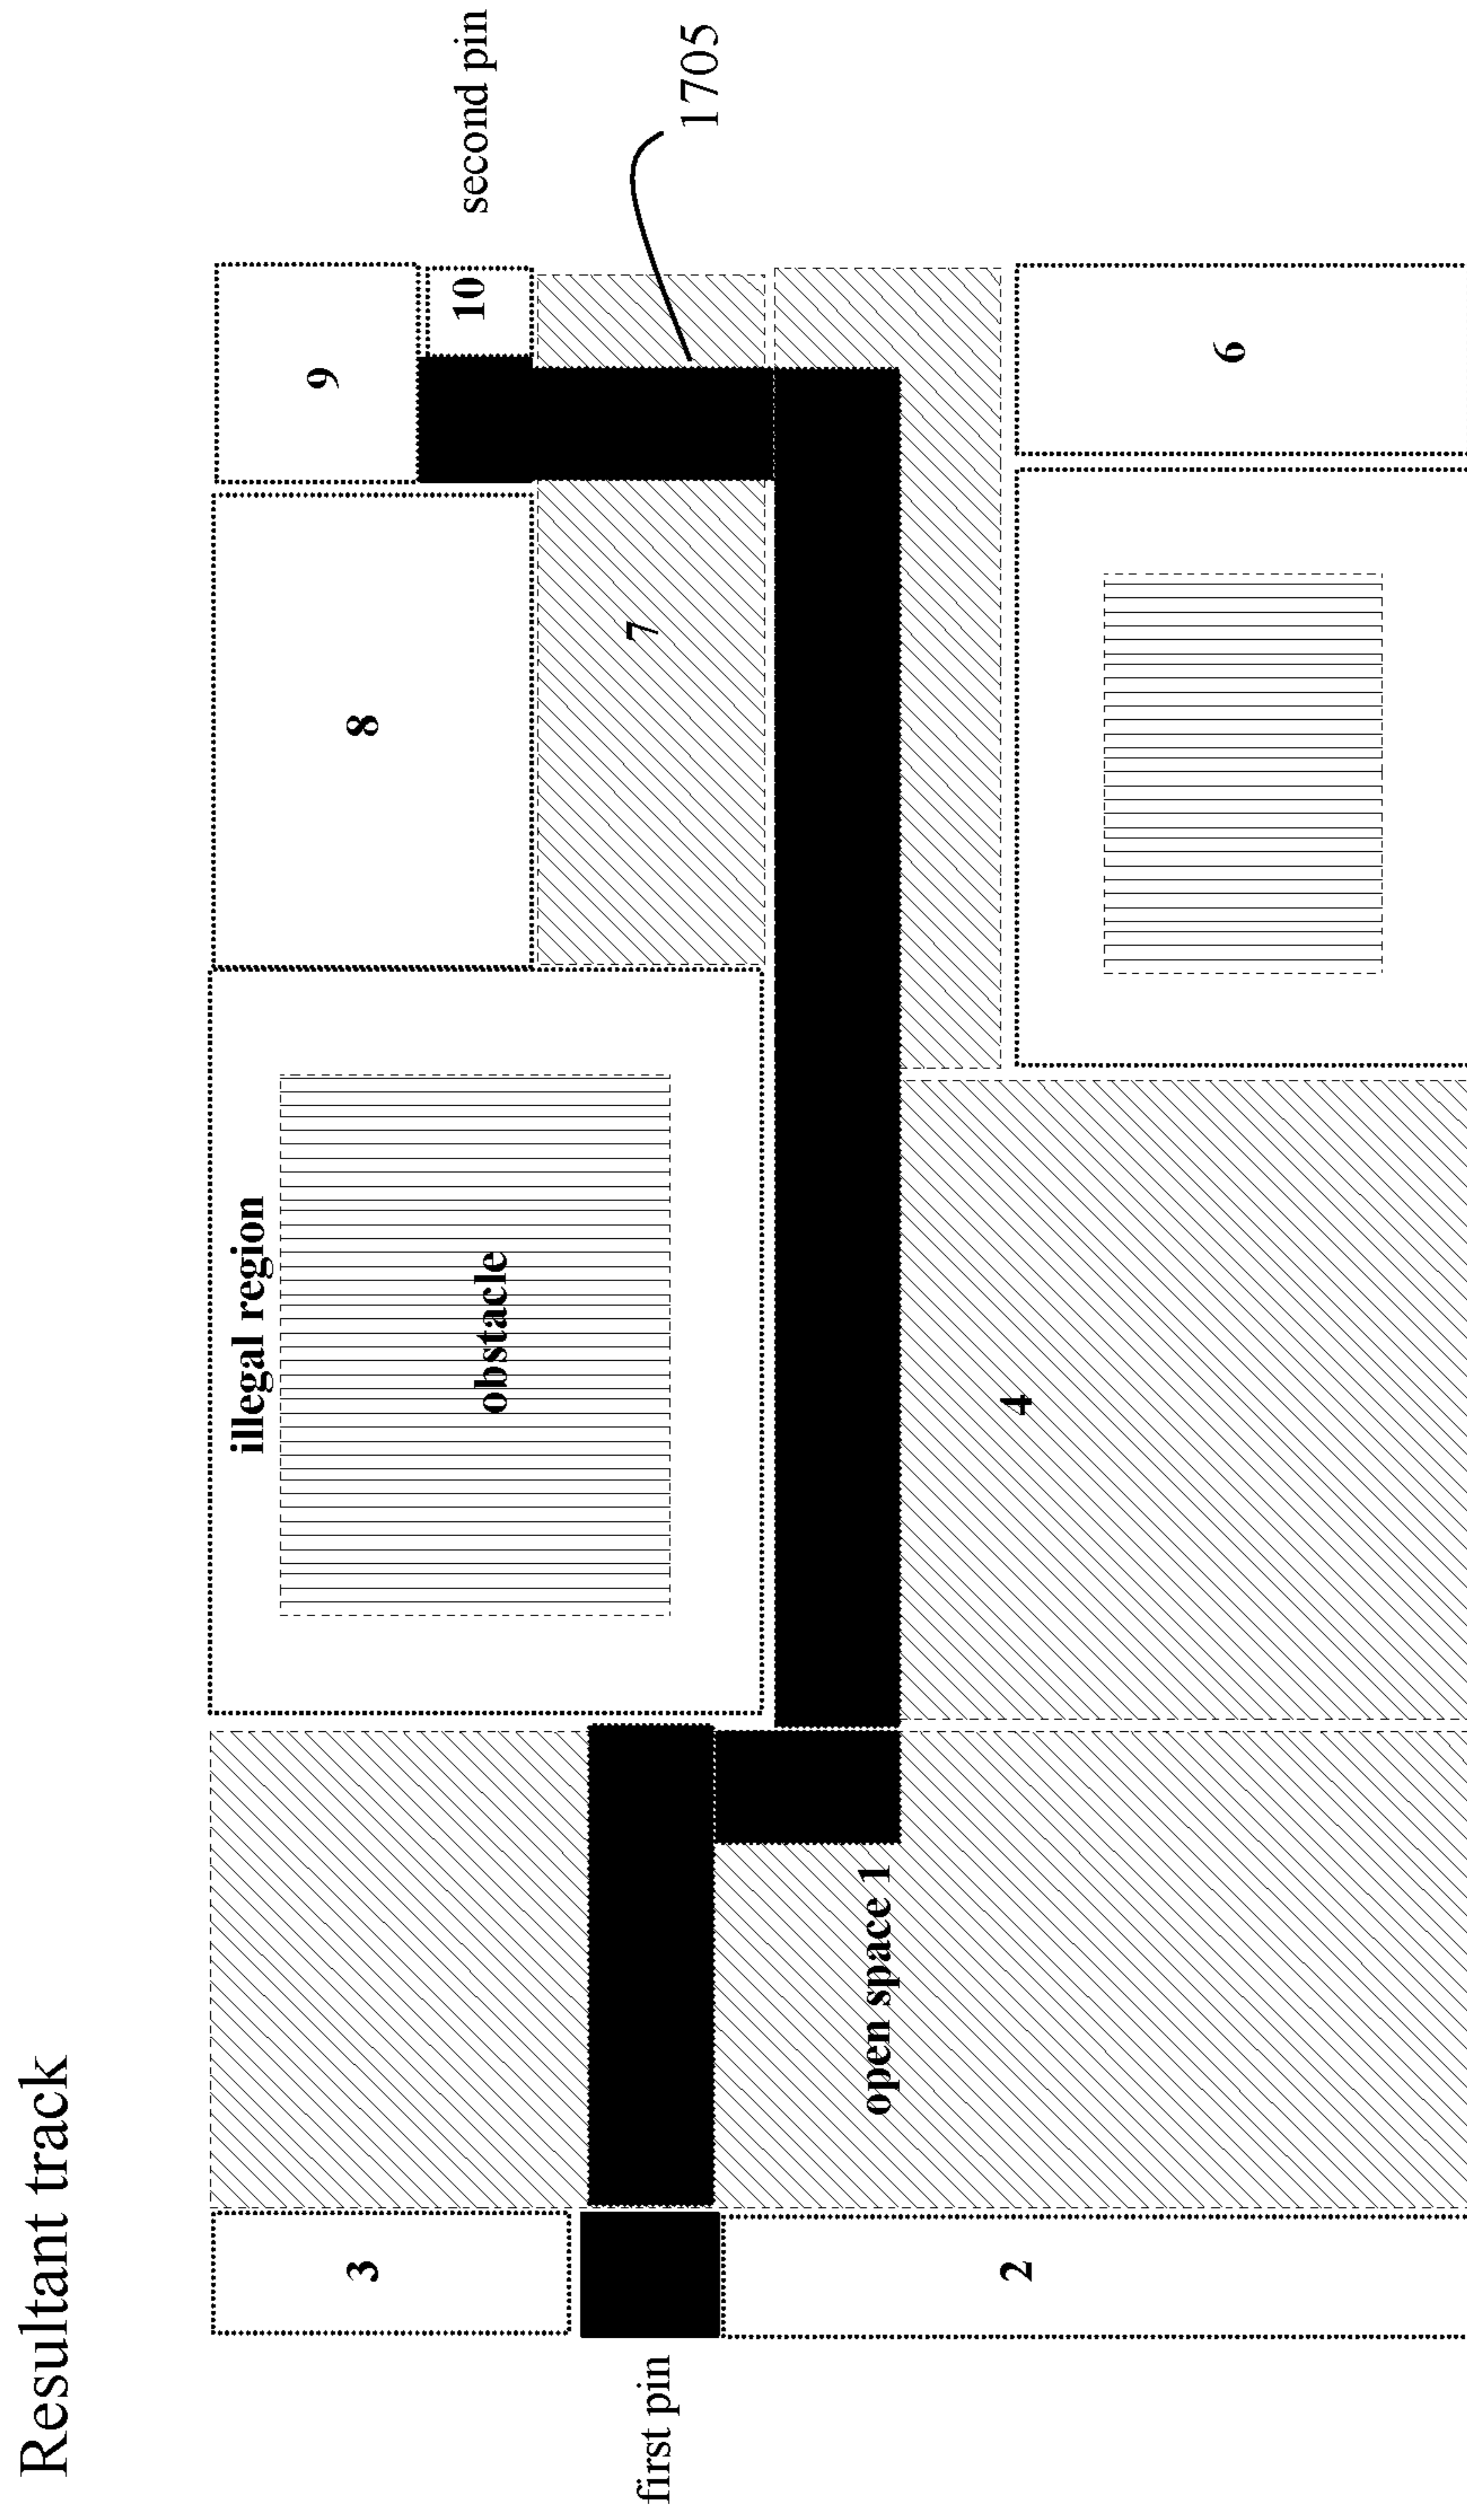 Resultant track
illegal region
9
3
8
10
second pin
obstacle
7
first pin
1705
open space 1
2
4
6